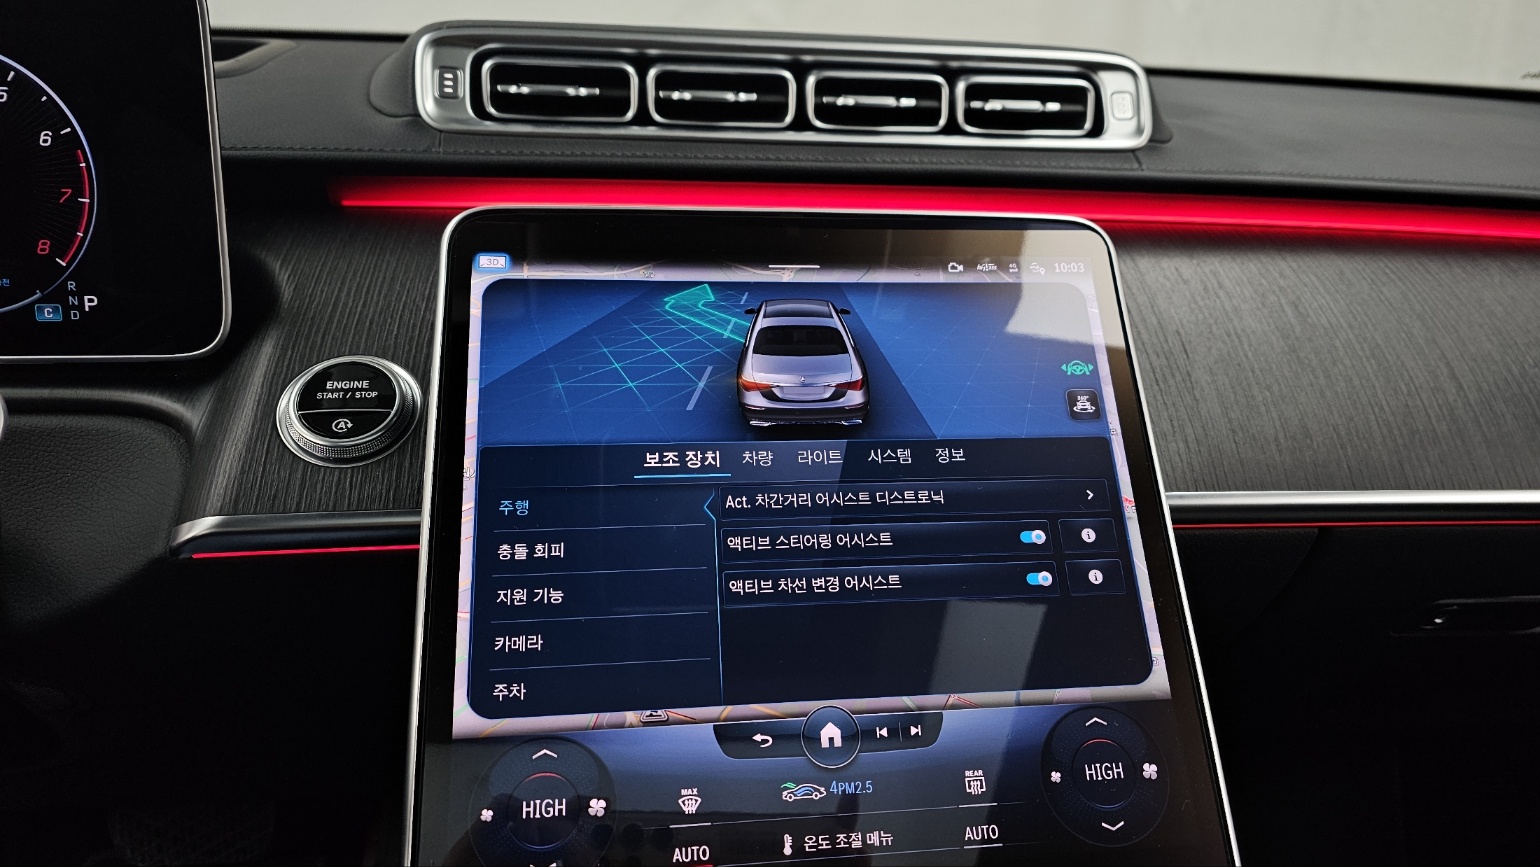 5
6
7
8
R
N
D
P
C
ENGINE
START / STOP
A
3D
10:03
360°
보조 장치 차량 라이트 시스템 정보
주행
충돌 회피
지원 기능
카메라
주차
Act. 차간거리 어시스트 디스트로닉
액티브 스티어링 어시스트
액티브 차선 변경 어시스트
HIGH
MAX
4PM2.5
REAR
HIGH
AUTO
온도 조절 메뉴
AUTO